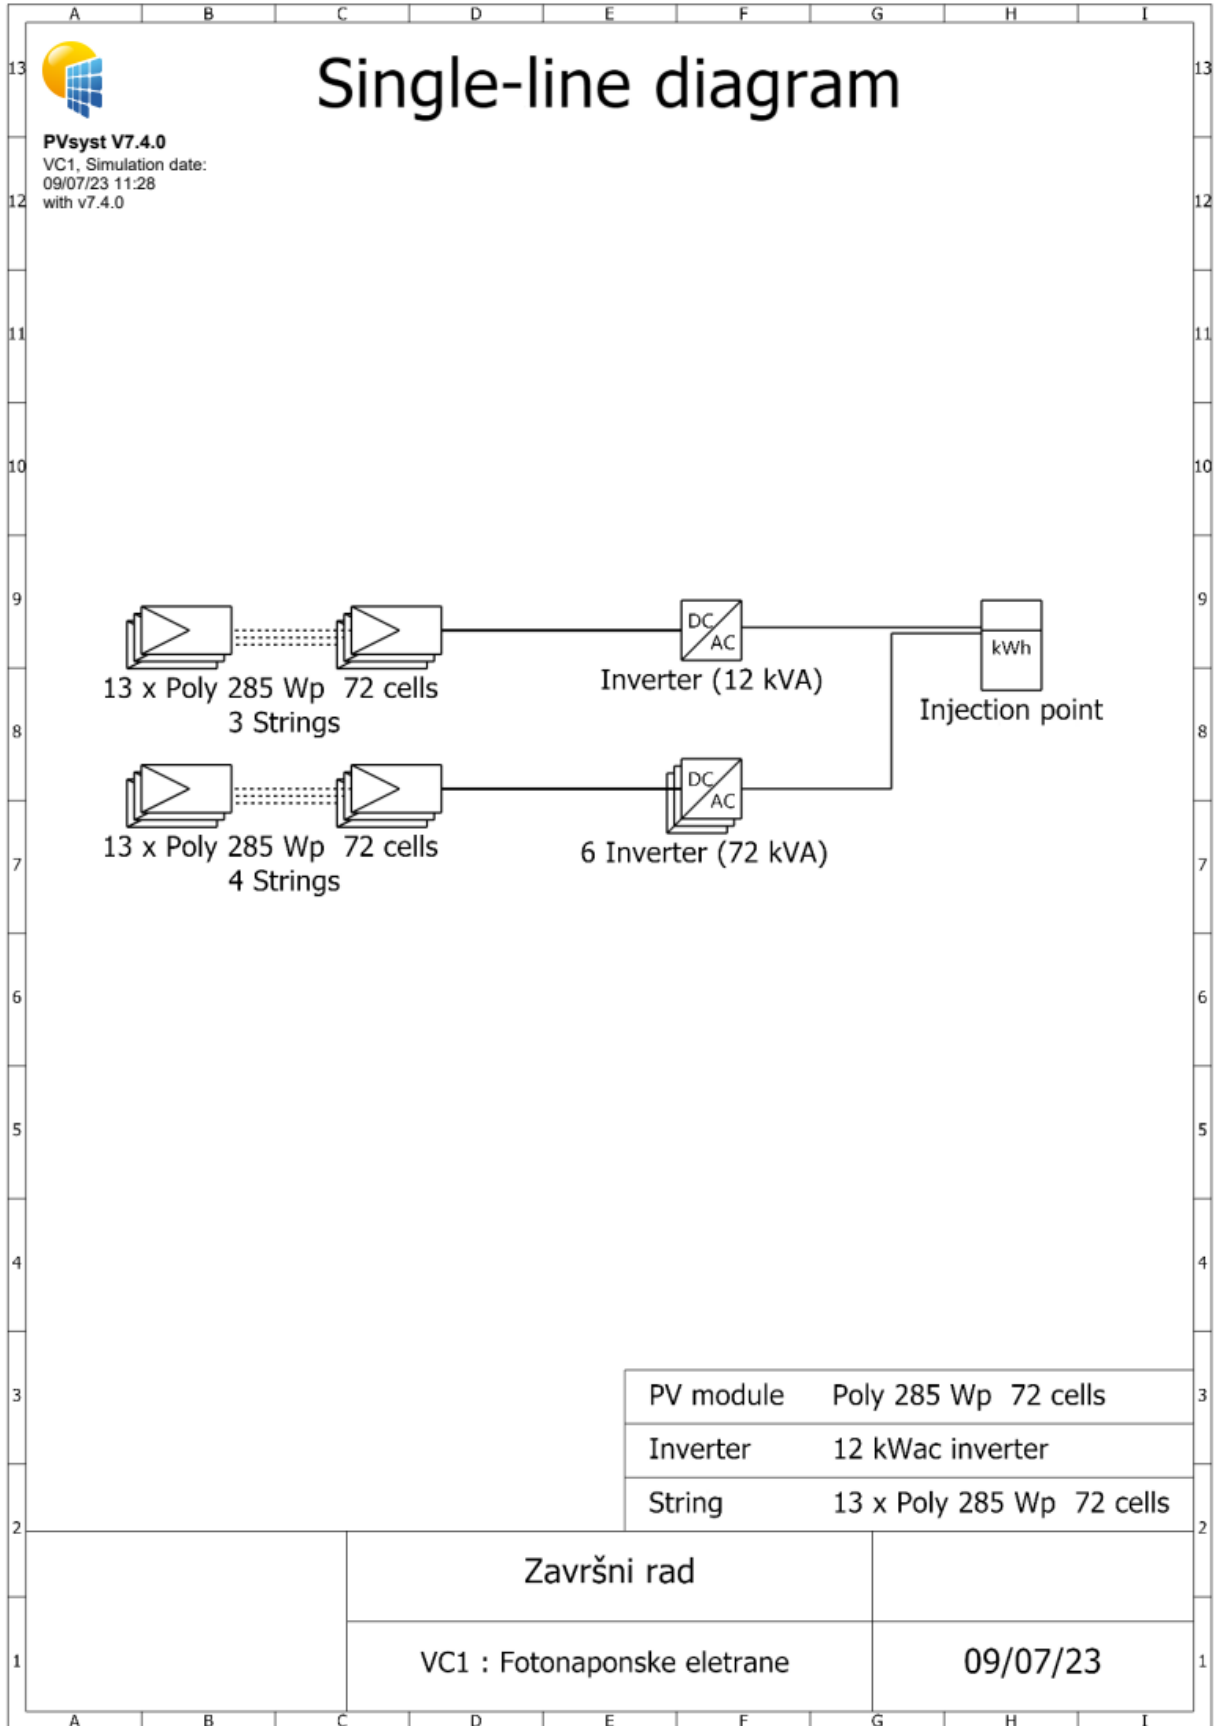 A B C D E F G H I
13 13
Single-line diagram
PVsyst V7.4.0
VC1, Simulation date:
09/07/23 11:28
with v7.4.0
12 12
11 11
10 10
9 9
DC
AC
kWh
13 x Poly 285 Wp 72 cells
3 Strings
Inverter (12 kVA)
Injection point
8 8
DC
AC
13 x Poly 285 Wp 72 cells
4 Strings
6 Inverter (72 kVA)
7 7
6 6
5 5
4 4
3 3
PV module Poly 285 Wp 72 cells
Inverter 12 kWac inverter
String 13 x Poly 285 Wp 72 cells
2 2
Završni rad
1 1
VC1 : Fotonaponske eletrane 09/07/23
A B C D E F G H I